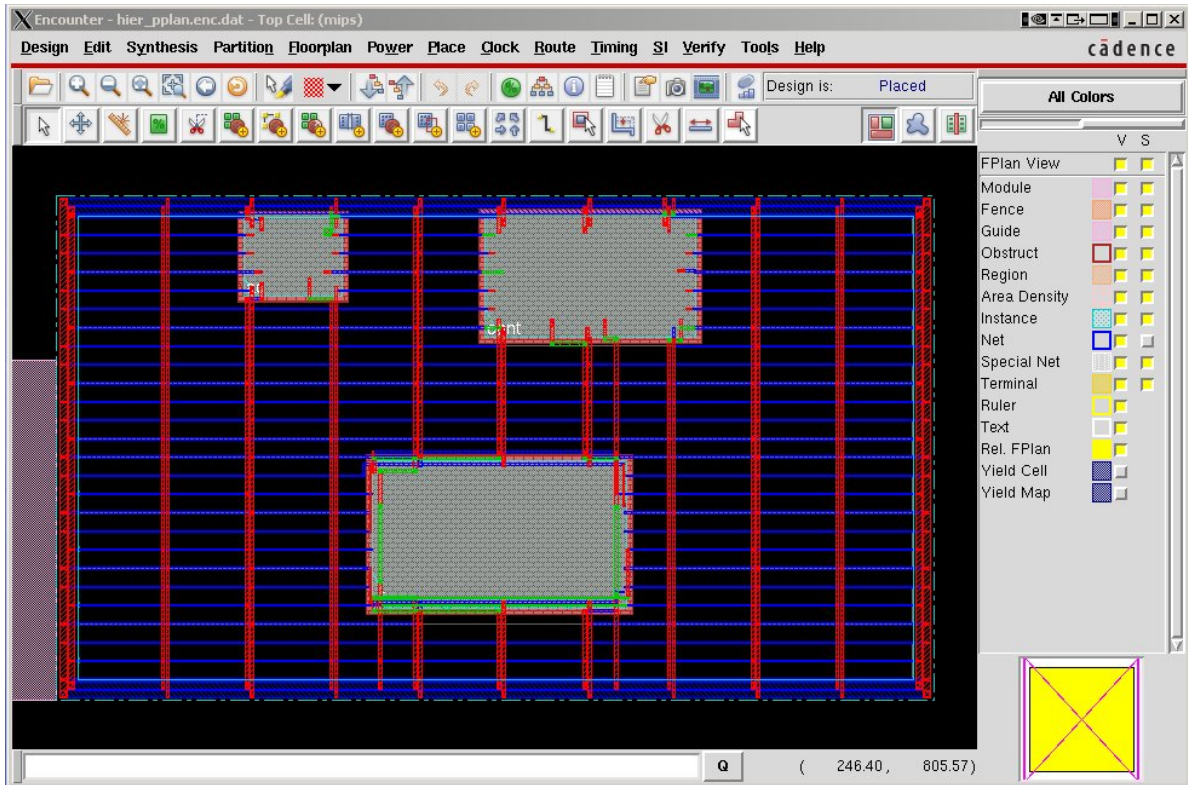 Encounter - hier_pplan.enc.dat - Top Cell: (mips)
Design Edit Synthesis Partition Floorplan Power Place Clock Route Timing SI Verify Tools Help
cādence
Design is: Placed
All Colors
V S
FPlan View
Module
Fence
Guide
Obstruct
Region
Area Density
Instance
Net
Special Net
Terminal
Ruler
Text
Rel. FPlan
Yield Cell
Yield Map
Q ( 246.40, 805.57)